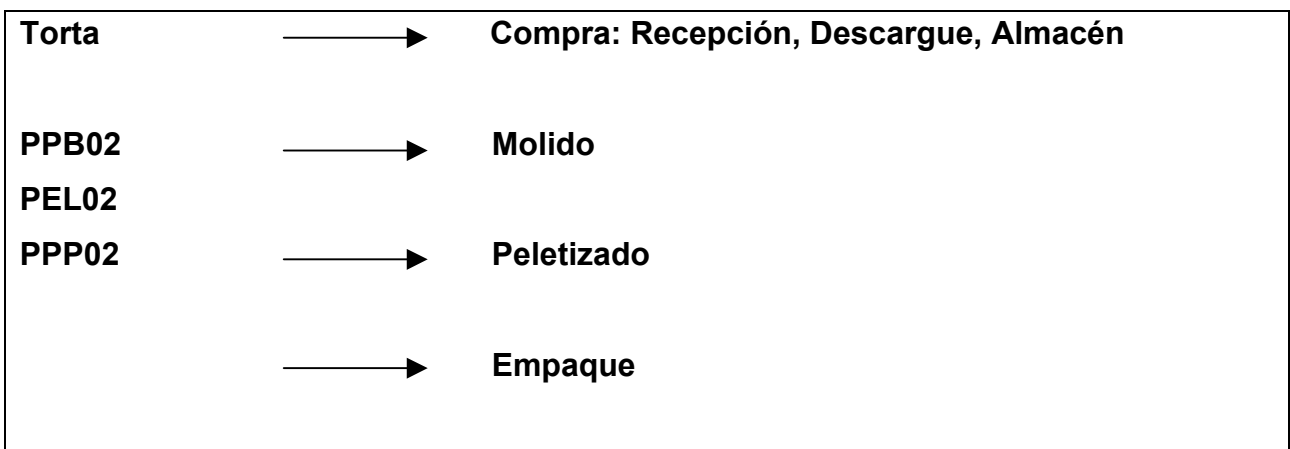 Torta Compra: Recepción, Descargue, Almacén
PPB02 Molido
PEL02
PPP02 Peletizado
Empaque